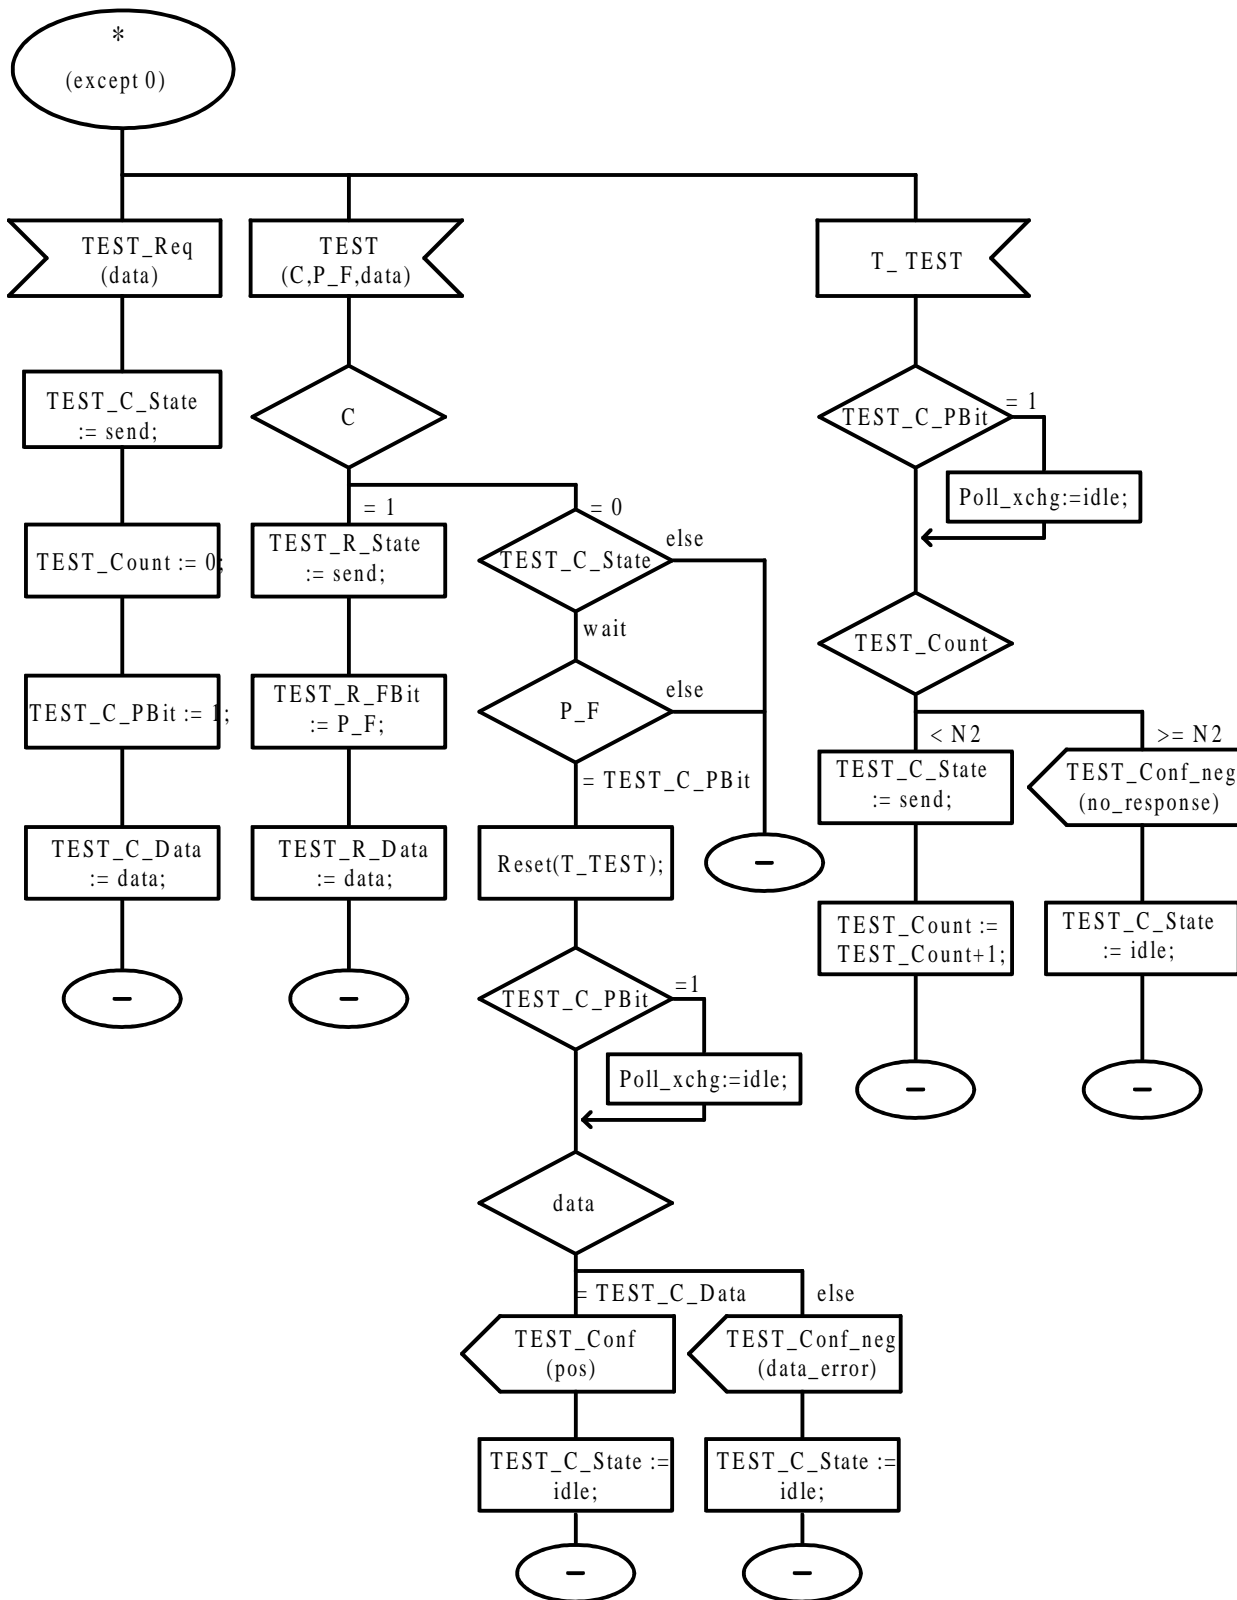 *
(except 0)
TEST_Req
(data)
TEST
(C,P_F,data)
T_ TEST
TEST_C_State
:= send;
C
TEST_C_PBit
= 1
Poll_xchg:=idle;
TEST_Count := 0;
= 1
TEST_R_State
:= send;
= 0
TEST_C_State
else
wait
TEST_Count
TEST_C_PBit := 1;
TEST_R_FBit
:= P_F;
P_F
else
= TEST_C_PBit
< N2
TEST_C_State
:= send;
>= N2
TEST_Conf_neg
(no_response)
TEST_C_Data
:= data;
TEST_R_Data
:= data;
Reset(T_TEST);
–
TEST_Count :=
TEST_Count+1;
TEST_C_State
:= idle;
–
–
TEST_C_PBit
=1
Poll_xchg:=idle;
–
–
data
= TEST_C_Data
else
TEST_Conf
(pos)
TEST_Conf_neg
(data_error)
TEST_C_State :=
idle;
TEST_C_State :=
idle;
–
–